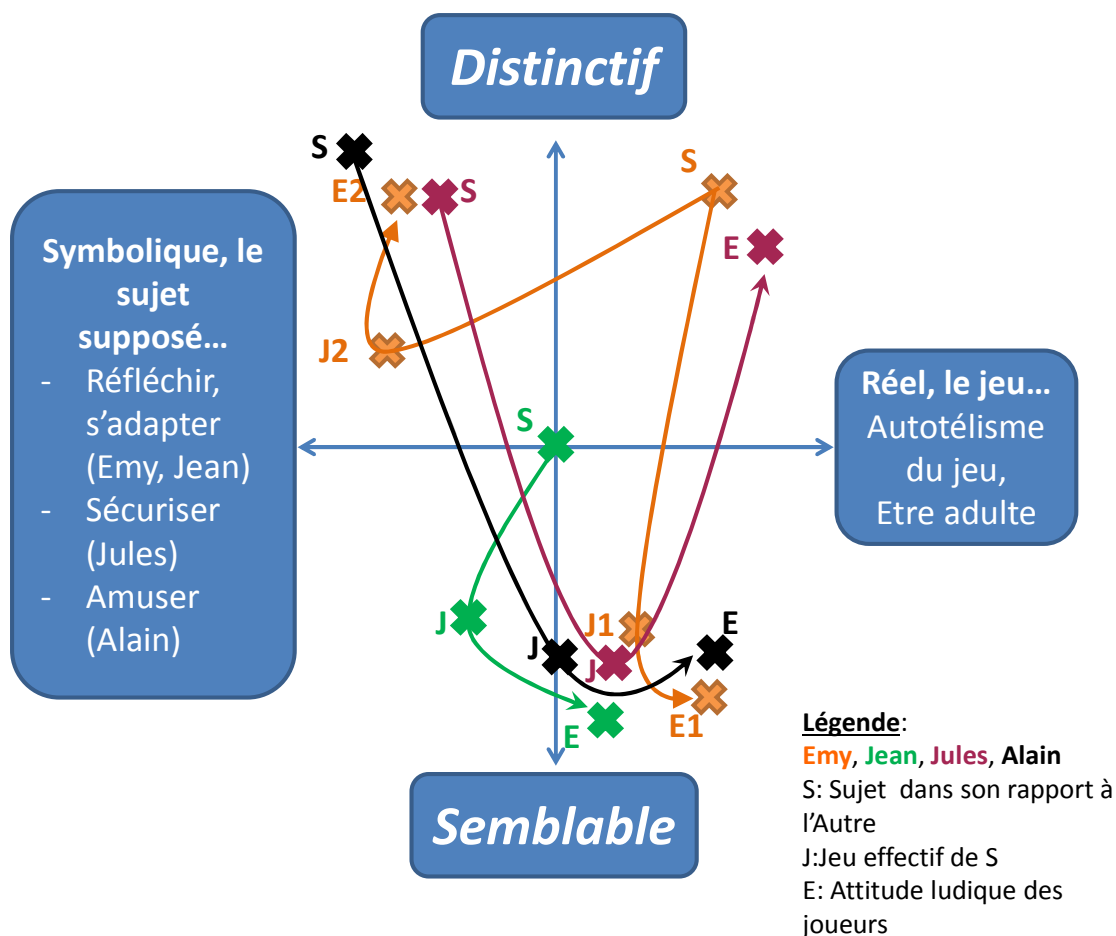 Distinctif
S
E2
S
S
E
Symbolique, le
sujet
supposé...
- Réfléchir,
s'adapter
(Emy, Jean)
- Sécuriser
(Jules)
- Amuser
(Alain)
J2
S
Réel, le jeu...
Autotélisme
du jeu,
Etre adulte
J
J
J1
J
E
E
E1
Semblable
Légende:
Emy, Jean, Jules, Alain
S: Sujet dans son rapport à
l'Autre
J:Jeu effectif de S
E: Attitude ludique des
joueurs